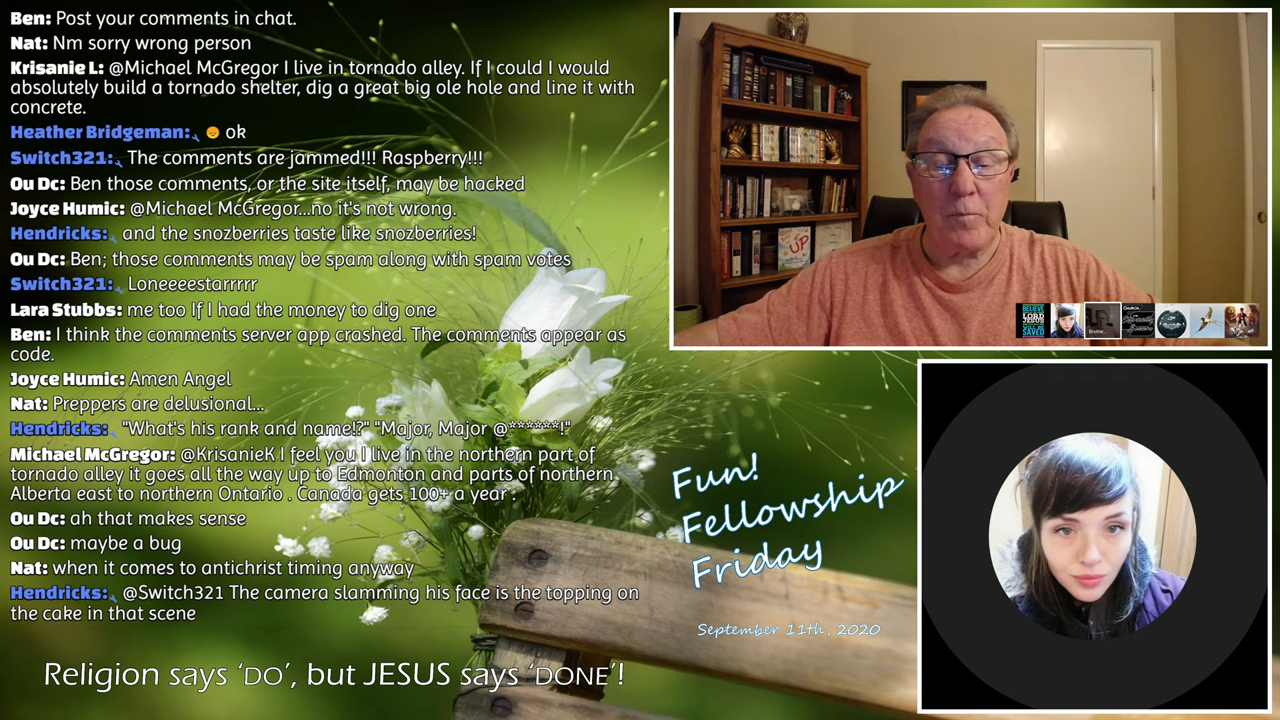 Ben: Post your comments in chat.
Nat: Nm sorry wrong person
Krisanie L: @Michael McGregor I live in tornado alley. If I could I would
absolutely build a tornado shelter, dig a great big ole hole and line it with
concrete.
Heather Bridgeman: 😞 ok
Switch321: The comments are jammed!!! Raspberry!!!
Ou Dc: Ben those comments, or the site itself, may be hacked
Joyce Humic: @Michael McGregor...no it's not wrong.
Hendricks: and the snozberries taste like snozberries!
Ou Dc: Ben; those comments may be spam along with spam votes
Switch321: Loneeeestarrrrr
Lara Stubbs: me too If I had the money to dig one
Ben: I think the comments server app crashed. The comments appear as
code.
Joyce Humic: Amen Angel
Nat: Preppers are delusional...
Hendricks: "What's his rank and name!?" "Major, Major @******!"
Michael McGregor: @KrisanieK I feel you I live in the northern part of
tornado alley it goes all the way up to Edmonton and parts of northern
Alberta east to northern Ontario . Canada gets 100+ a year .
Ou Dc: ah that makes sense
Ou Dc: maybe a bug
Nat: when it comes to antichrist timing anyway
Hendricks: @Switch321 The camera slamming his face is the topping on
the cake in that scene
Religion says ‘DO’, but JESUS says ‘DONE’!
UP
BELIEVE
LORD
JESUS
SAVED
Brothe...
CHURCH
Fun!
Fellowship
Friday
September 11th, 2020